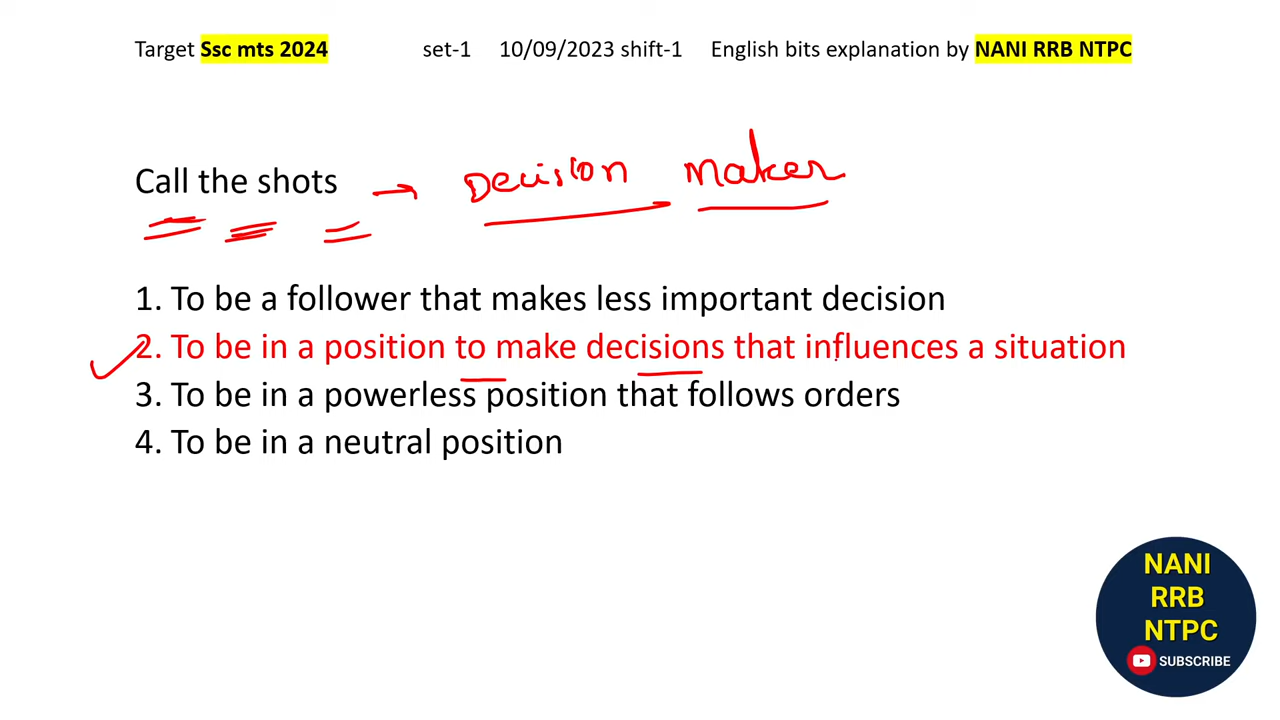 Target Ssc mts 2024 set-1 10/09/2023 shift-1 English bits explanation by NANI RRB NTPC
Call the shots → Decision Maker
1. To be a follower that makes less important decision
2. To be in a position to make decisions that influences a situation
3. To be in a powerless position that follows orders
4. To be in a neutral position
NANI
RRB
NTPC
SUBSCRIBE